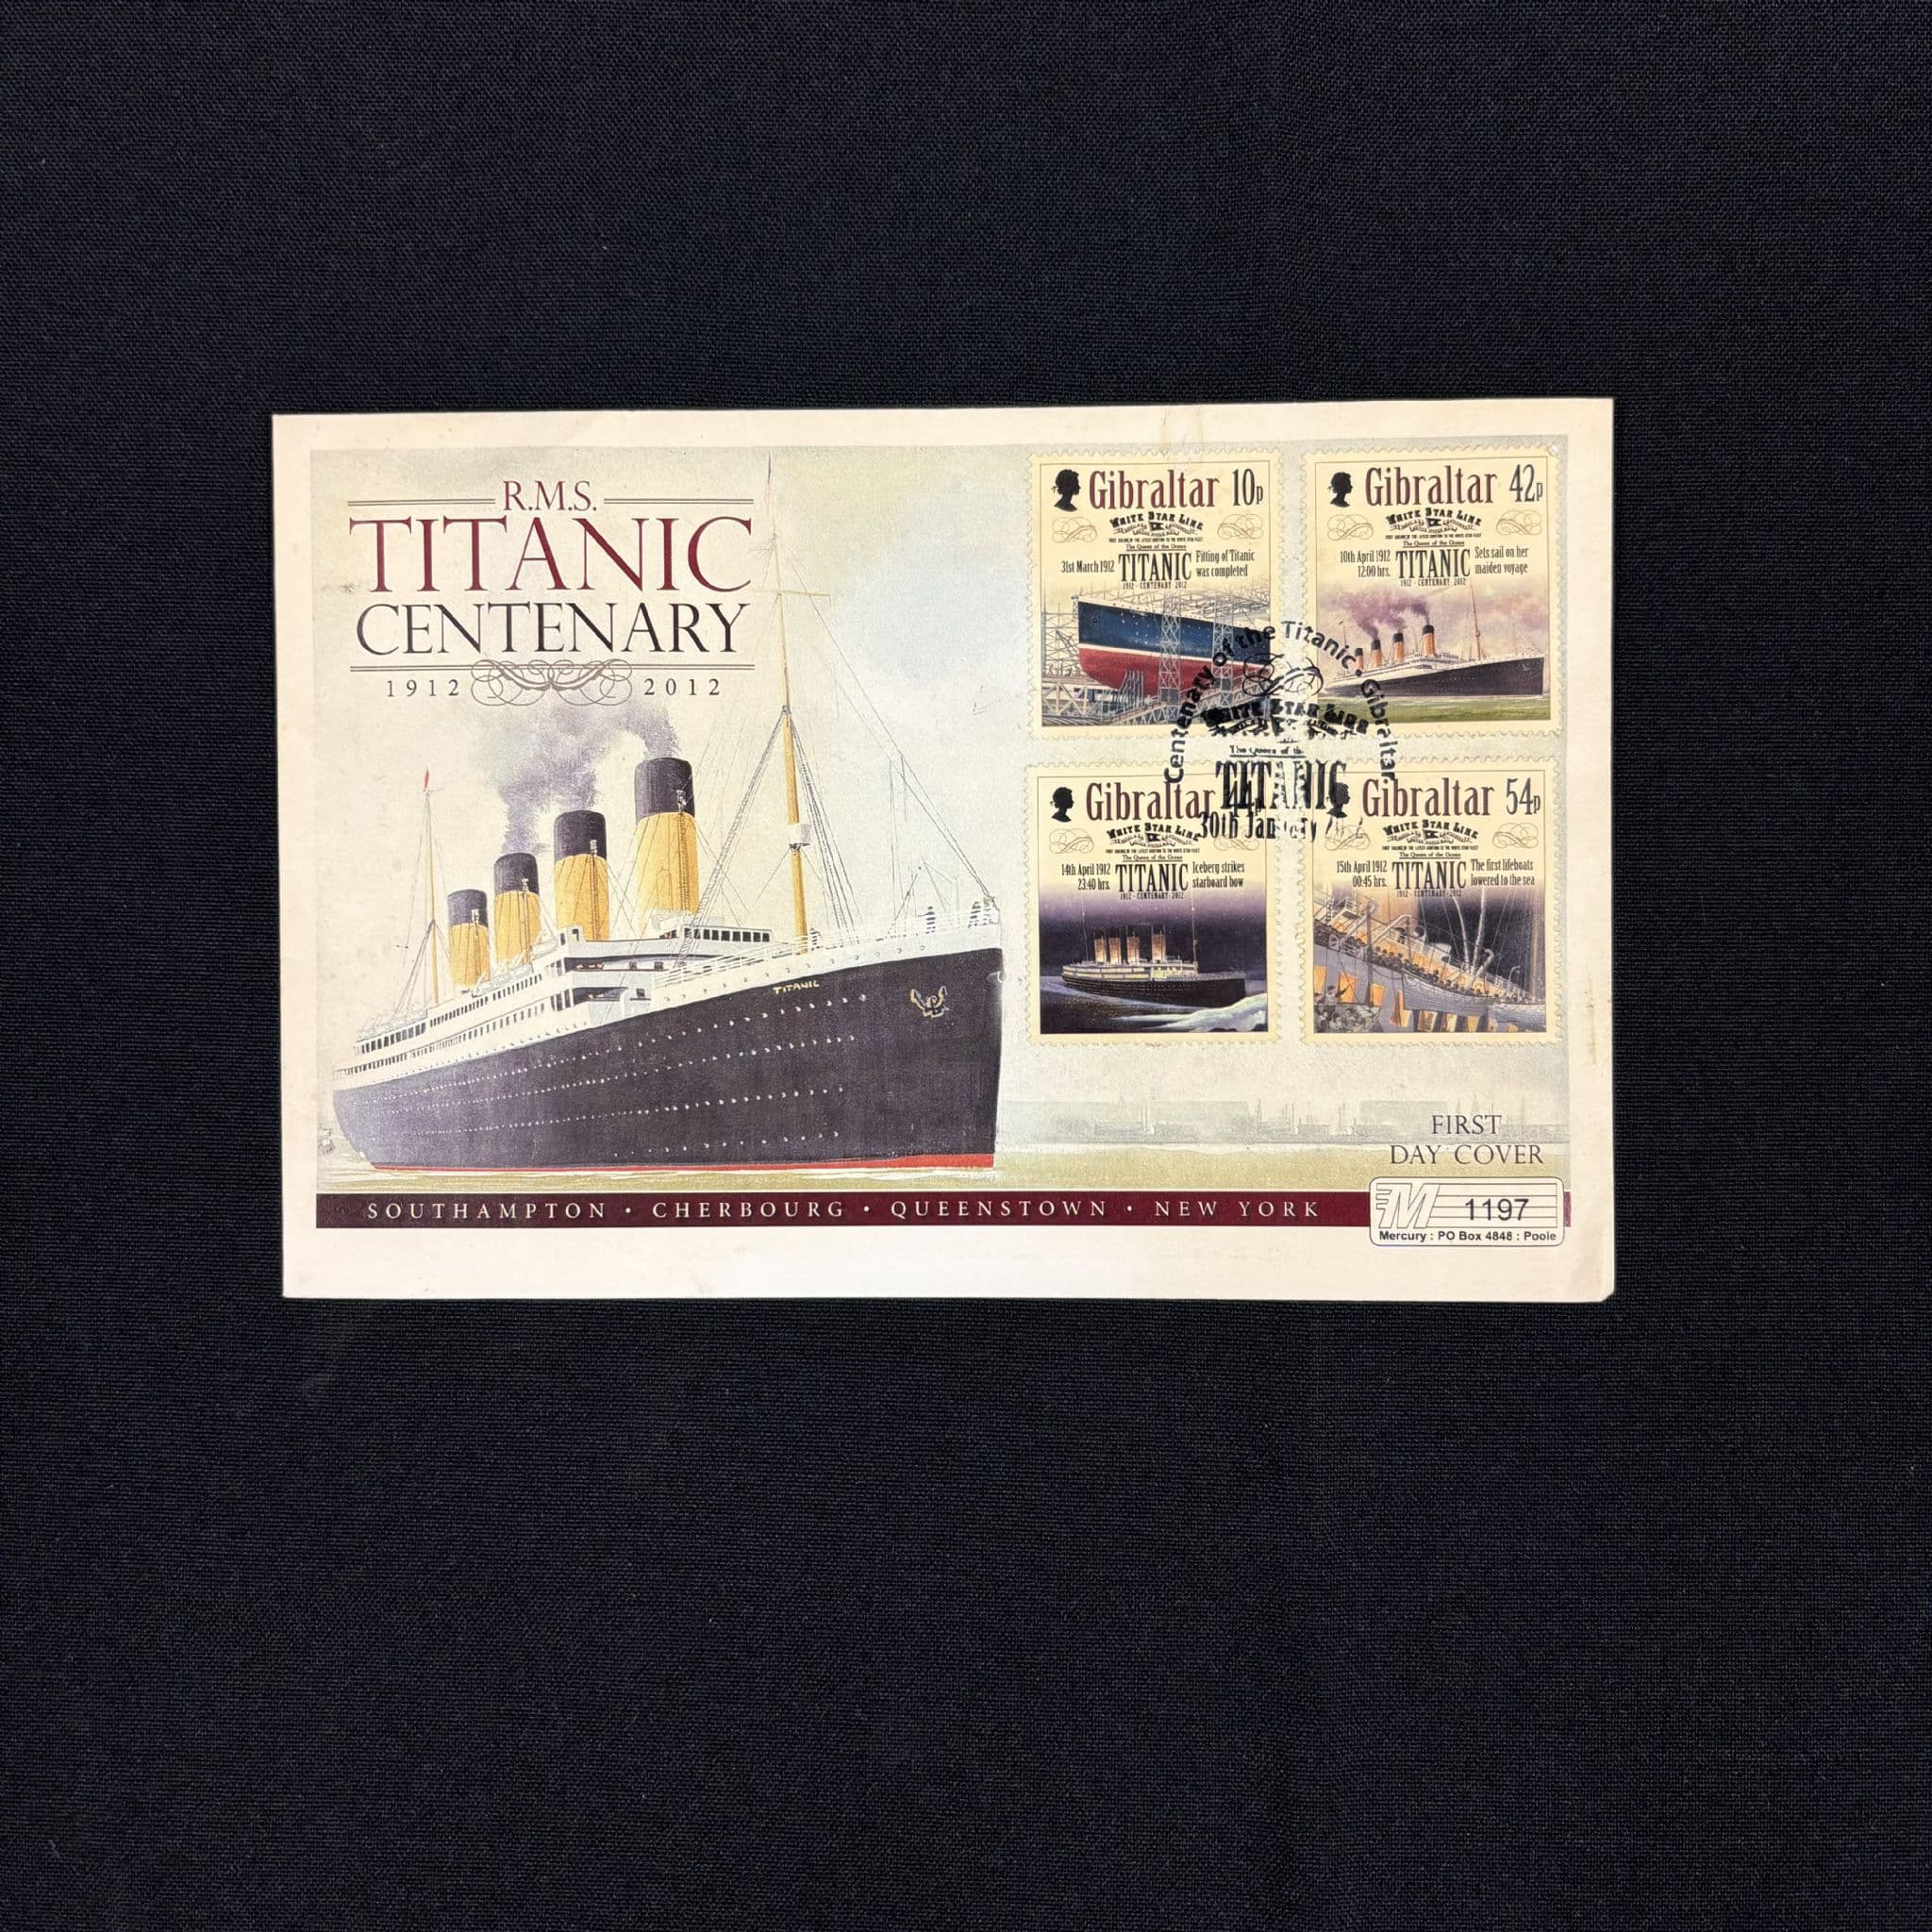 R.M.S.
TITANIC
CENTENARY
1912 2012
TITANIC
Gibraltar 10p
WHITE STAR LINE
The Queen of the Ocean
31st March 1912 TITANIC Fitting of Titanic
was completed
1912 · CENTENARY · 2012
Gibraltar 42p
WHITE STAR LINE
The Queen of the Ocean
10th April 1912
12:00 hrs. TITANIC Sets sail on her
maiden voyage
1912 · CENTENARY · 2012
Centenary of the Titanic · Gibraltar
WHITE STAR LINE
The Queen of the
TITANIC
30th January
Gibraltar
WHITE STAR LINE
The Queen of the Ocean
14th April 1912
23:40 hrs. TITANIC Iceberg strikes
starboard bow
1912 · CENTENARY · 2012
Gibraltar 54p
WHITE STAR LINE
The Queen of the Ocean
15th April 1912
00:45 hrs. TITANIC The first lifeboats
lowered to the sea
1912 · CENTENARY · 2012
FIRST
DAY COVER
SOUTHAMPTON · CHERBOURG · QUEENSTOWN · NEW YORK
M 1197
Mercury : PO Box 4848 : Poole